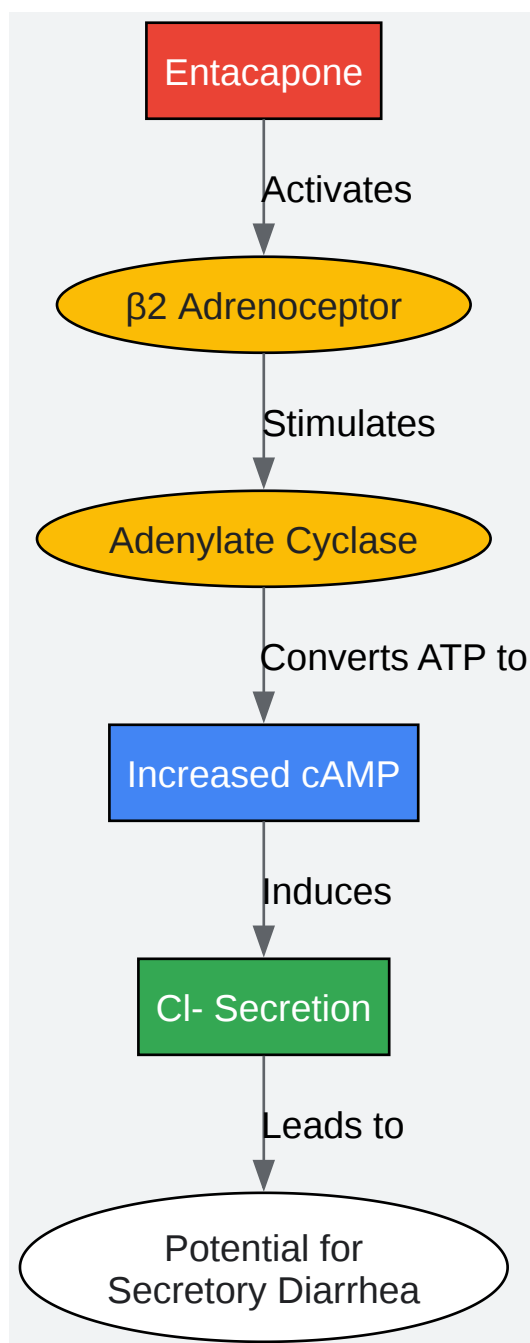 Entacapone
Activates
β2 Adrenoceptor
Stimulates
Adenylate Cyclase
Converts ATP to
Increased cAMP
Induces
Cl- Secretion
Leads to
Potential for
Secretory Diarrhea